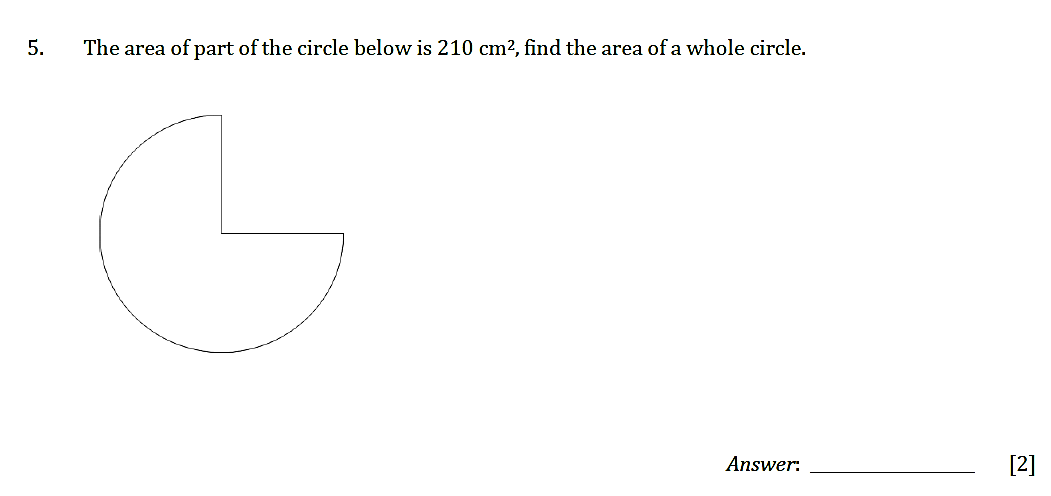 5. The area of part of the circle below is 210 cm², find the area of a whole circle.
Answer: ____________ [2]